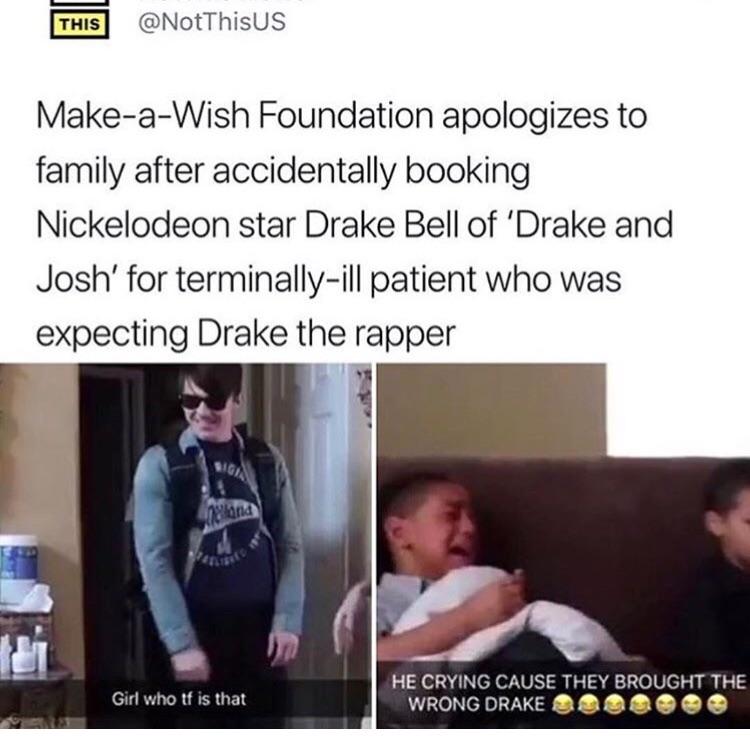 THIS @NotThisUS
Make-a-Wish Foundation apologizes to
family after accidentally booking
Nickelodeon star Drake Bell of 'Drake and
Josh' for terminally-ill patient who was
expecting Drake the rapper
Girl who tf is that
HE CRYING CAUSE THEY BROUGHT THE
WRONG DRAKE 😂😂😂😂😂😂😂